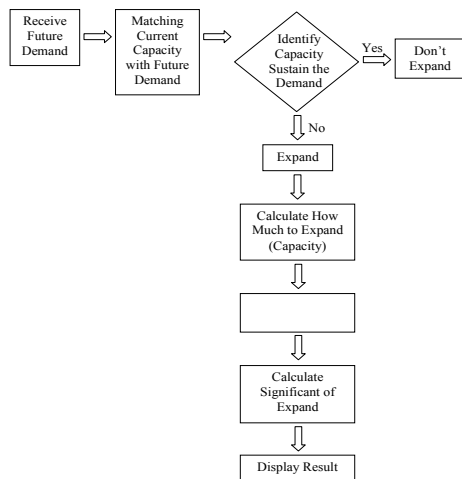 Receive
Future
Demand
Matching
Current
Capacity
with Future
Demand
Identify
Capacity
Sustain the
Demand
Yes
Don't
Expand
No
Expand
Calculate How
Much to Expand
(Capacity)
Calculate
Significant of
Expand
Display Result